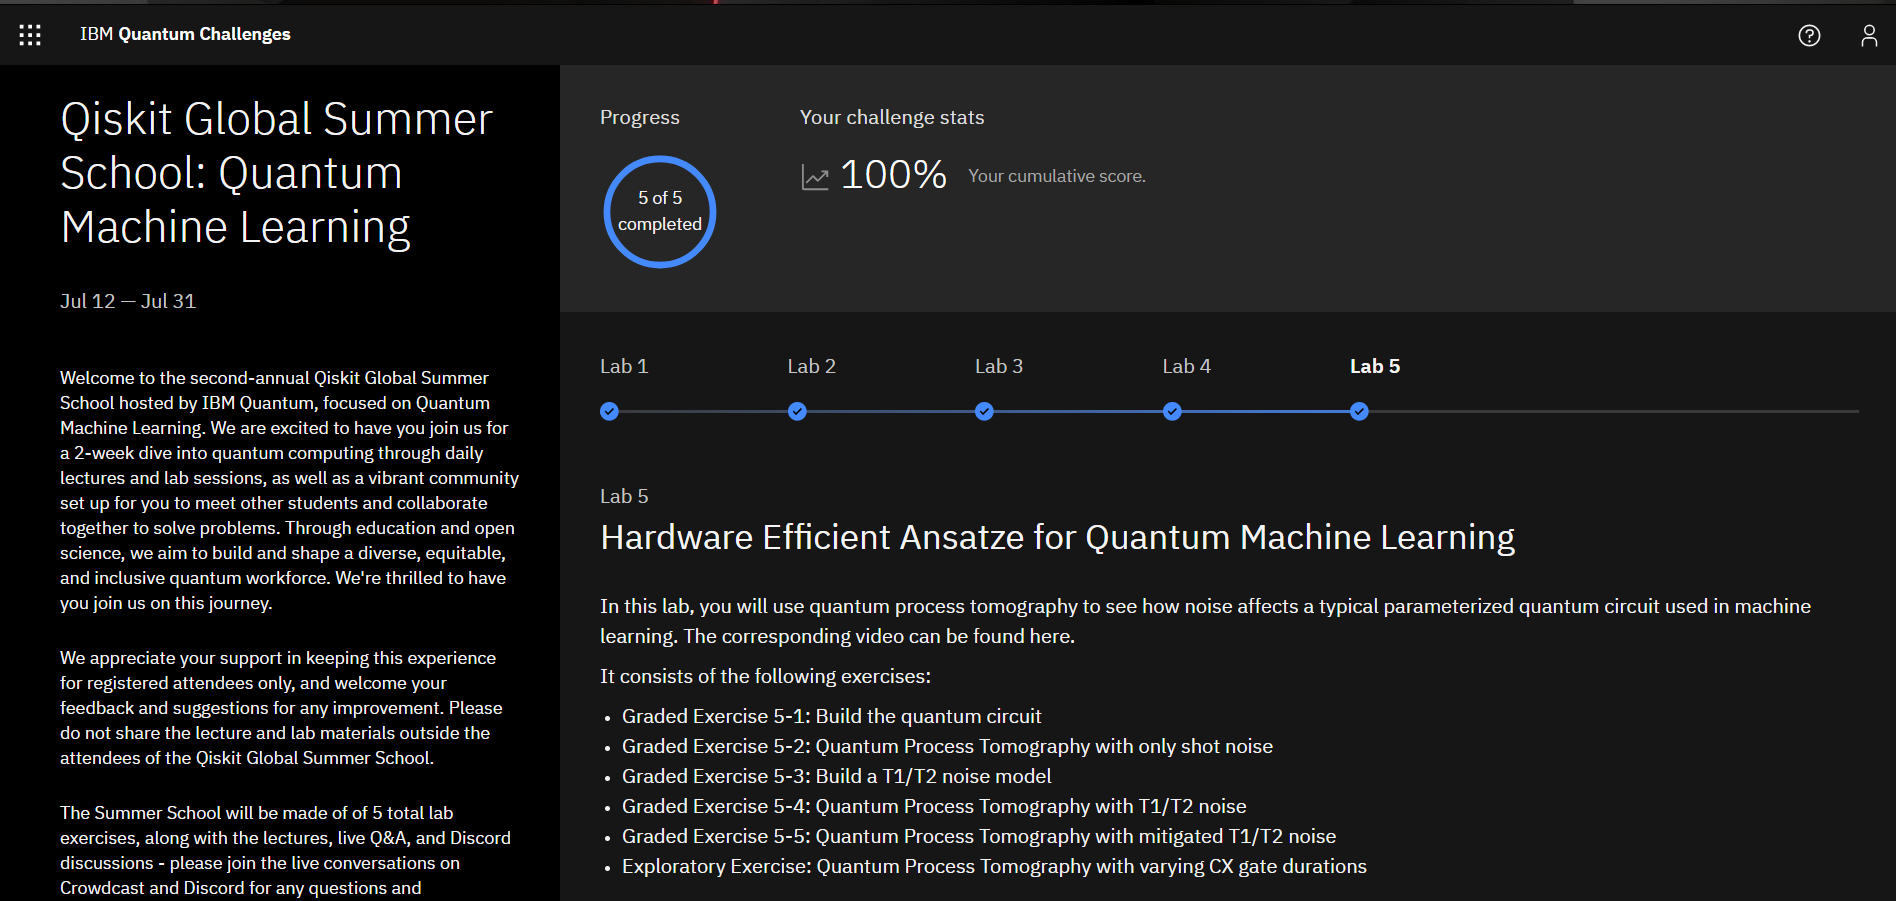 IBM Quantum Challenges
Qiskit Global Summer
School: Quantum
Machine Learning
Jul 12 — Jul 31
Welcome to the second-annual Qiskit Global Summer
School hosted by IBM Quantum, focused on Quantum
Machine Learning. We are excited to have you join us for
a 2-week dive into quantum computing through daily
lectures and lab sessions, as well as a vibrant community
set up for you to meet other students and collaborate
together to solve problems. Through education and open
science, we aim to build and shape a diverse, equitable,
and inclusive quantum workforce. We're thrilled to have
you join us on this journey.
We appreciate your support in keeping this experience
for registered attendees only, and welcome your
feedback and suggestions for any improvement. Please
do not share the lecture and lab materials outside the
attendees of the Qiskit Global Summer School.
The Summer School will be made of of 5 total lab
exercises, along with the lectures, live Q&A, and Discord
discussions - please join the live conversations on
Crowdcast and Discord for any questions and
Progress
5 of 5
completed
Your challenge stats
100% Your cumulative score.
Lab 1 Lab 2 Lab 3 Lab 4 Lab 5
Lab 5
Hardware Efficient Ansatze for Quantum Machine Learning
In this lab, you will use quantum process tomography to see how noise affects a typical parameterized quantum circuit used in machine
learning. The corresponding video can be found here.
It consists of the following exercises:
• Graded Exercise 5-1: Build the quantum circuit
• Graded Exercise 5-2: Quantum Process Tomography with only shot noise
• Graded Exercise 5-3: Build a T1/T2 noise model
• Graded Exercise 5-4: Quantum Process Tomography with T1/T2 noise
• Graded Exercise 5-5: Quantum Process Tomography with mitigated T1/T2 noise
• Exploratory Exercise: Quantum Process Tomography with varying CX gate durations